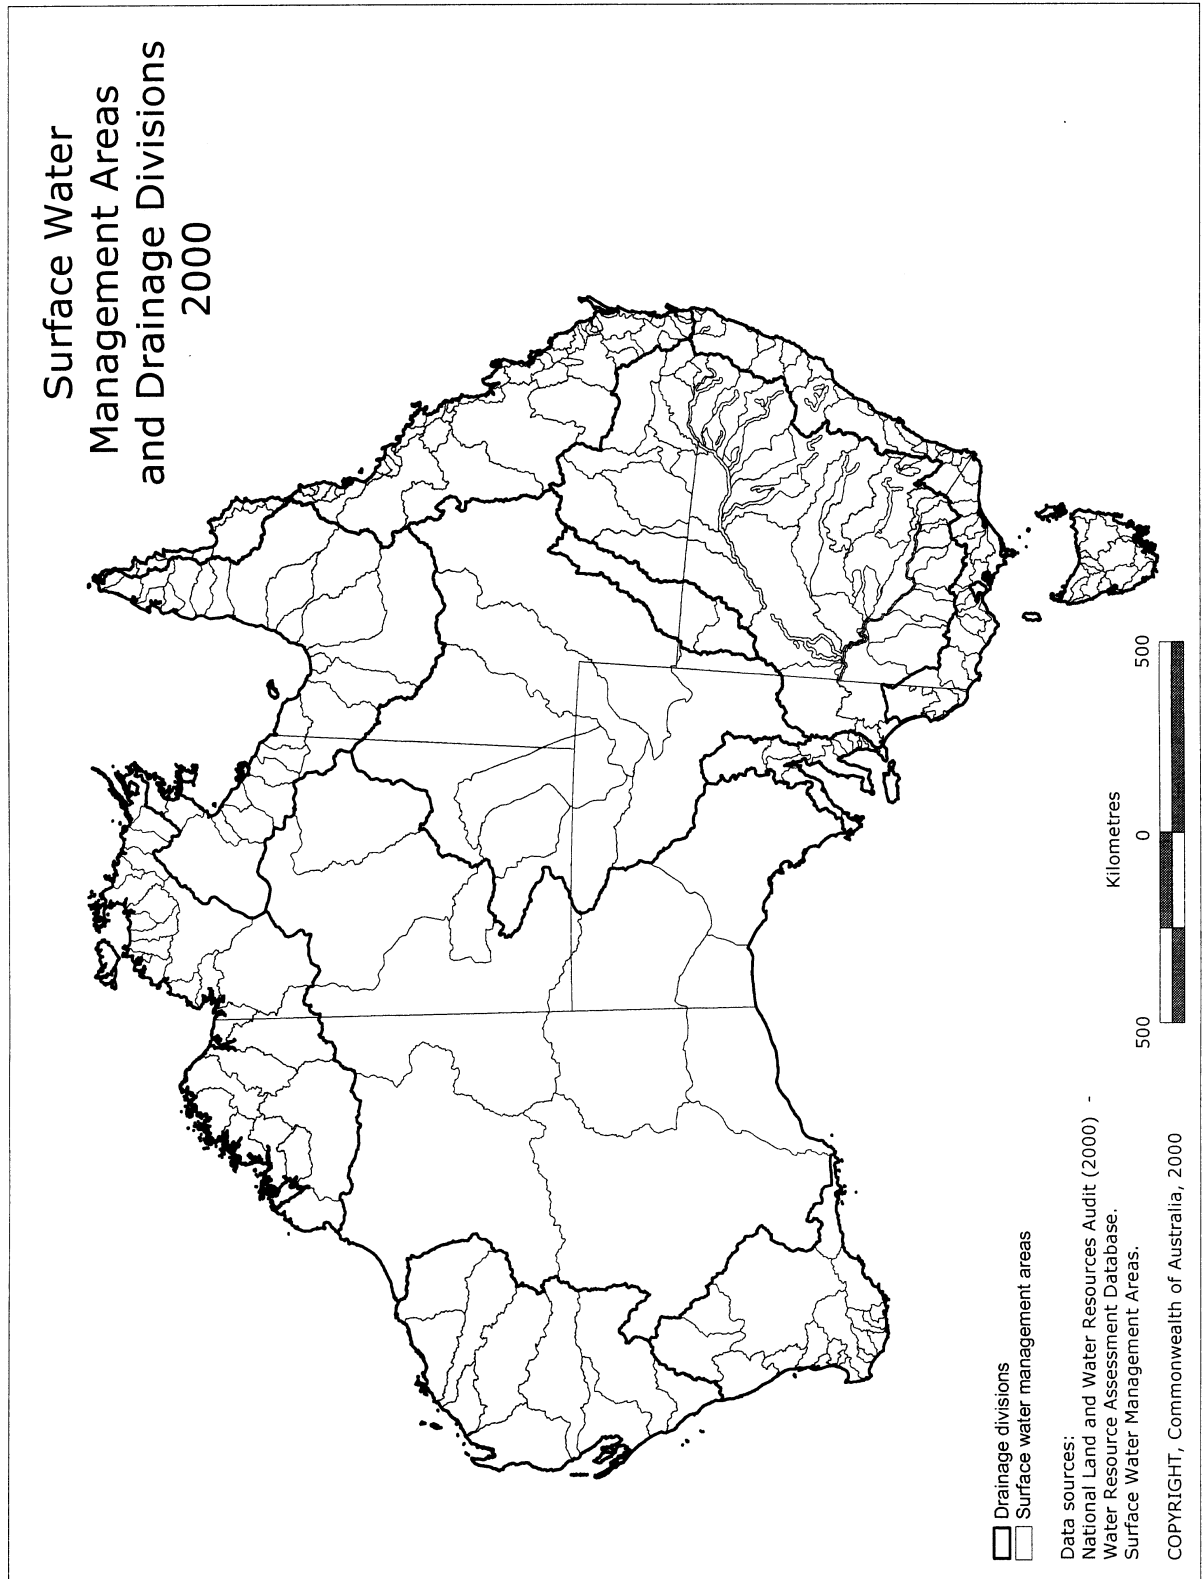 Surface Water
Management Areas
and Drainage Divisions
2000
Drainage divisions
Surface water management areas
Data sources:
National Land and Water Resources Audit (2000) -
Water Resource Assessment Database.
Surface Water Management Areas.
COPYRIGHT, Commonwealth of Australia, 2000
500
0
500
Kilometres